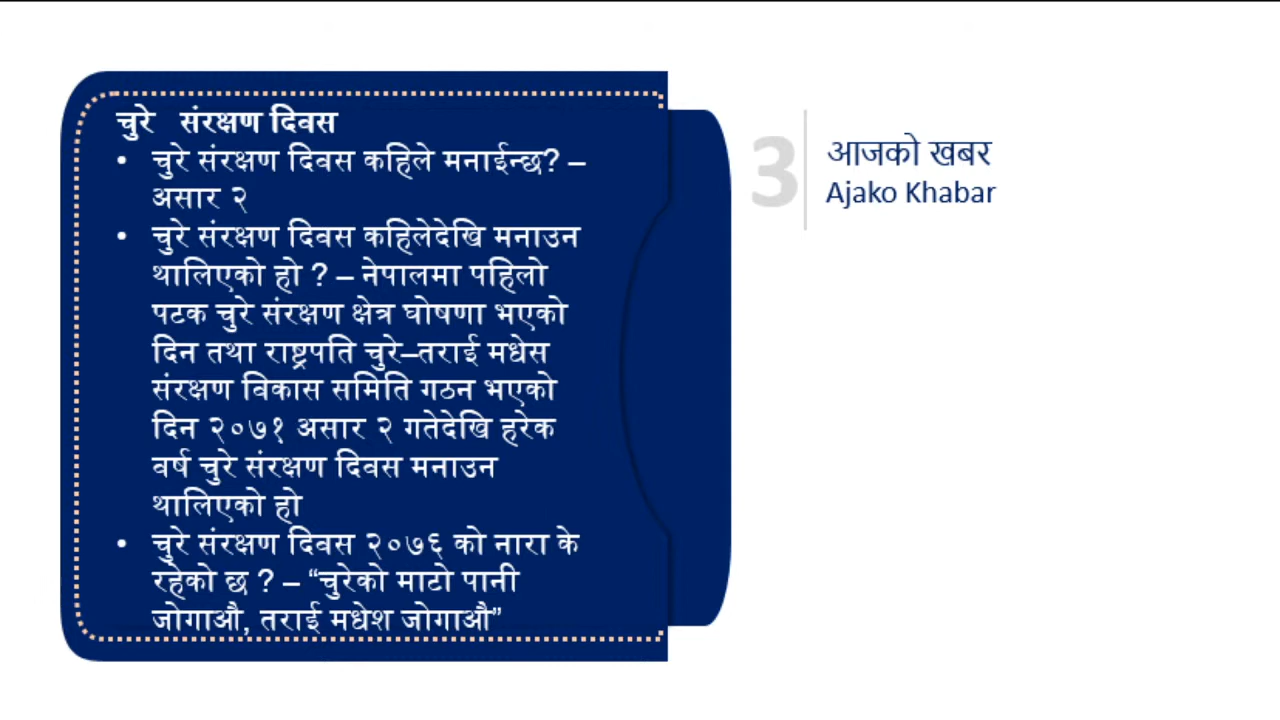 चुरे संरक्षण दिवस
• चुरे संरक्षण दिवस कहिले मनाईन्छ? –
असार २
• चुरे संरक्षण दिवस कहिलेदेखि मनाउन
थालिएको हो ? – नेपालमा पहिलो
पटक चुरे संरक्षण क्षेत्र घोषणा भएको
दिन तथा राष्ट्रपति चुरे–तराई मधेस
संरक्षण विकास समिति गठन भएको
दिन २०७१ असार २ गतेदेखि हरेक
वर्ष चुरे संरक्षण दिवस मनाउन
थालिएको हो
• चुरे संरक्षण दिवस २०७६ को नारा के
रहेको छ ? – “चुरेको माटो पानी
जोगाऔ, तराई मधेश जोगाऔ”
3
आजको खबर
Ajako Khabar